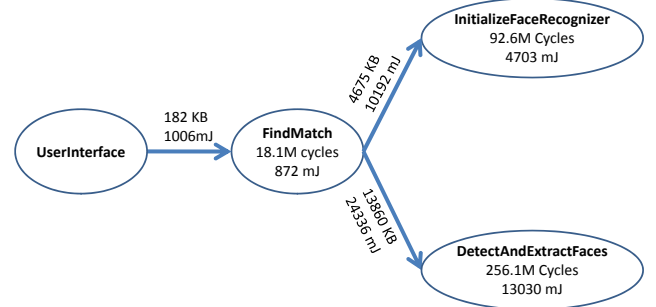 InitializeFaceRecognizer
92.6M Cycles
4703 mJ
4675 KB
10192 mJ
182 KB
1006mJ
UserInterface
FindMatch
18.1M cycles
872 mJ
13860 KB
24336 mJ
DetectAndExtractFaces
256.1M Cycles
13030 mJ